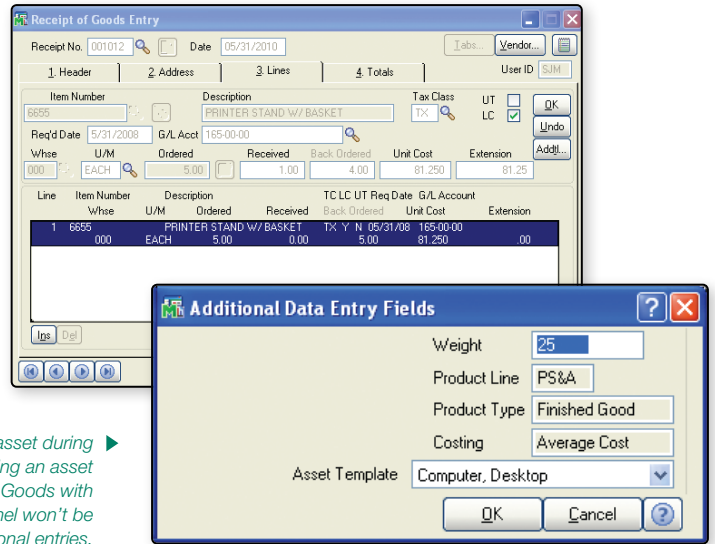 Receipt of Goods Entry
Receipt No. 001012 Date 05/31/2010 Tabs... Vendor...
1. Header 2. Address 3. Lines 4. Totals User ID SJM
Item Number Description Tax Class UT
6655 PRINTER STAND W/ BASKET TX LC OK
Req'd Date 5/31/2008 G/L Acct 165-00-00 Undo
Whse U/M Ordered Received Back Ordered Unit Cost Extension Addtl...
000 EACH 5.00 1.00 4.00 81.250 81.25
Line Item Number Description TC LC UT Req Date G/L Account
Whse U/M Ordered Received Back Ordered Unit Cost Extension
1 6655 PRINTER STAND W/ BASKET TX Y N 05/31/08 165-00-00
000 EACH 5.00 0.00 5.00 81.250 .00
Ins Del
Additional Data Entry Fields
Weight 25
Product Line PS&A
Product Type Finished Good
Costing Average Cost
Asset Template Computer, Desktop
OK Cancel
asset during
ing an asset
Goods with
nel won't be
onal entries.